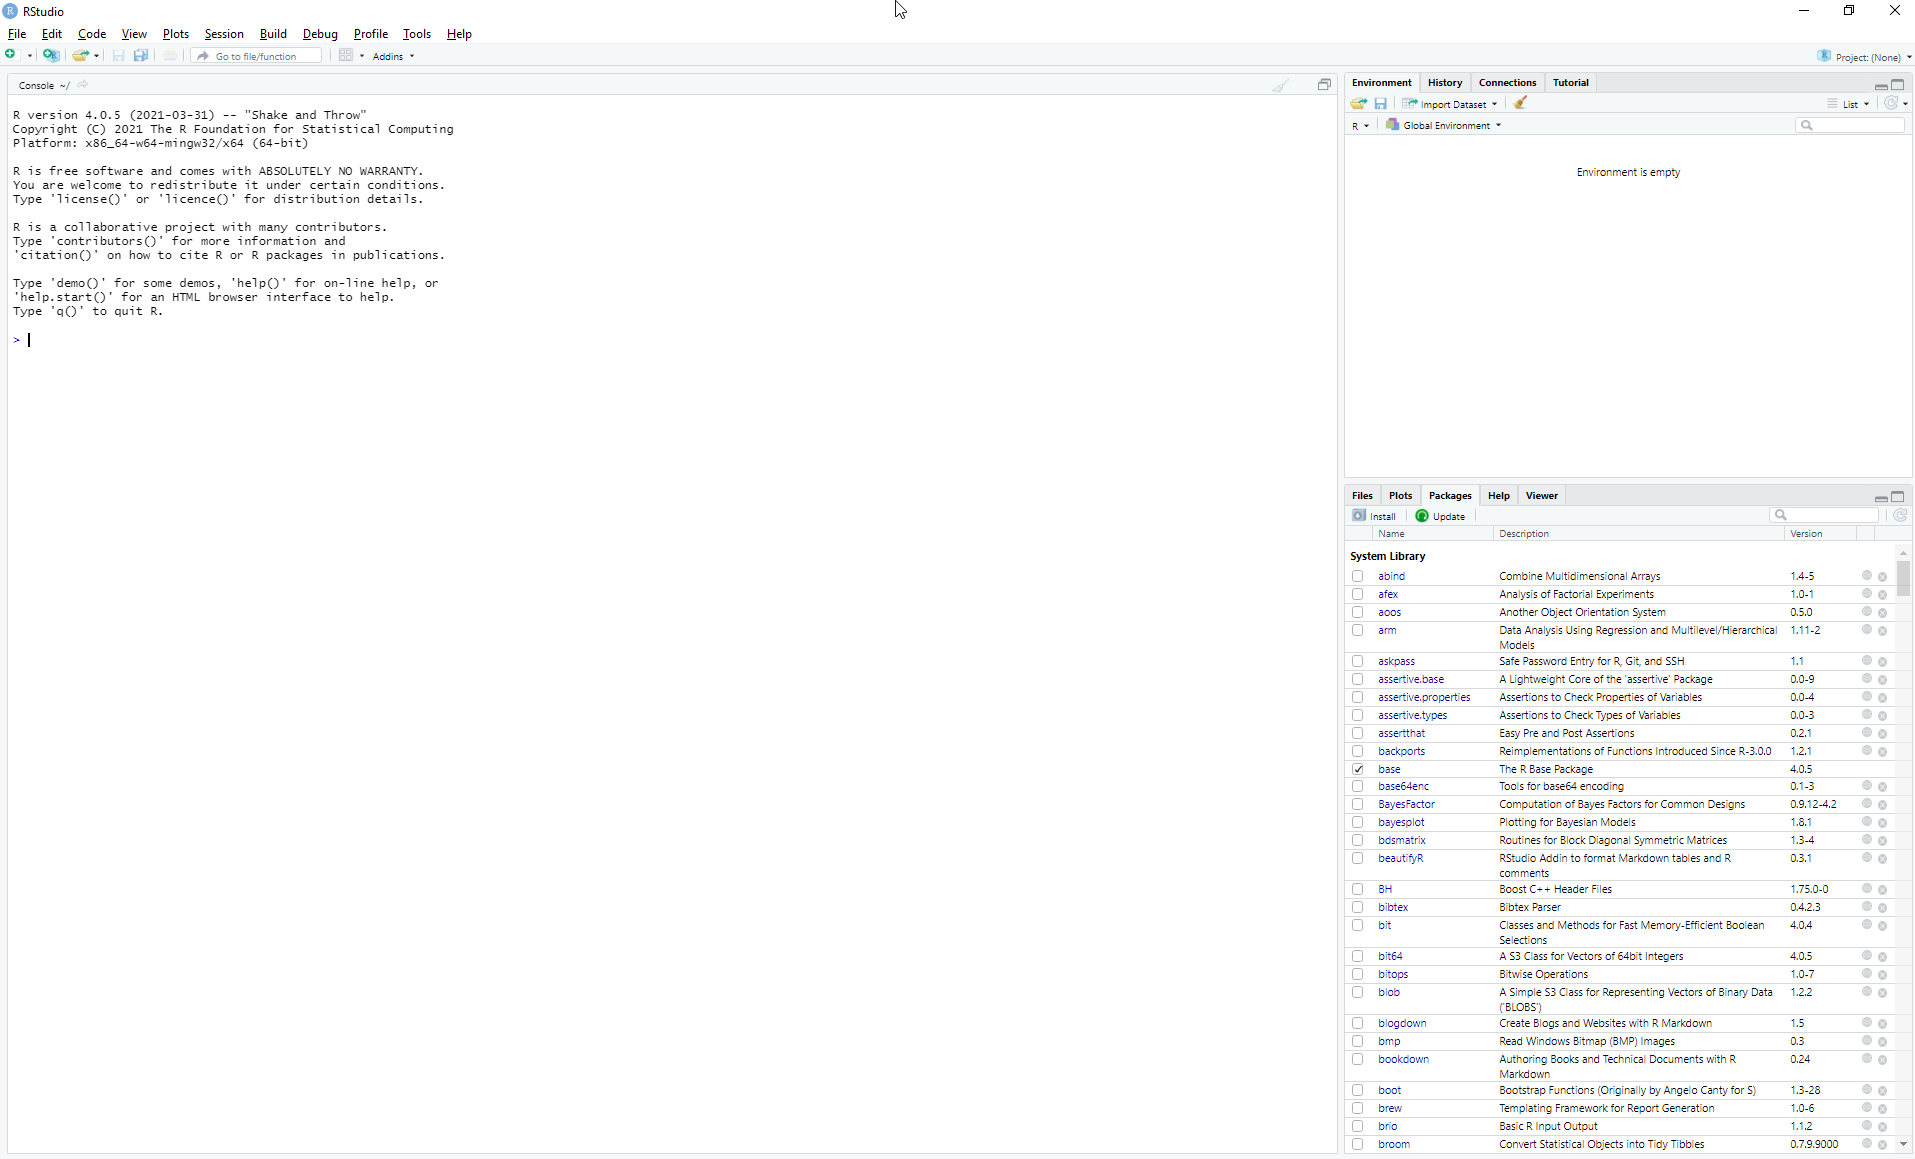 RStudio
File Edit Code View Plots Session Build Debug Profile Tools Help
Go to file/function Addins Project: (None)
Console ~/
R version 4.0.5 (2021-03-31) -- "Shake and Throw"
Copyright (C) 2021 The R Foundation for Statistical Computing
Platform: x86_64-w64-mingw32/x64 (64-bit)
R is free software and comes with ABSOLUTELY NO WARRANTY.
You are welcome to redistribute it under certain conditions.
Type 'license()' or 'licence()' for distribution details.
R is a collaborative project with many contributors.
Type 'contributors()' for more information and
'citation()' on how to cite R or R packages in publications.
Type 'demo()' for some demos, 'help()' for on-line help, or
'help.start()' for an HTML browser interface to help.
Type 'q()' to quit R.
>
Environment History Connections Tutorial
Import Dataset List
R Global Environment
Environment is empty
Files Plots Packages Help Viewer
Install Update
Name Description Version
System Library
abind Combine Multidimensional Arrays 1.4-5
afex Analysis of Factorial Experiments 1.0-1
aoos Another Object Orientation System 0.5.0
arm Data Analysis Using Regression and Multilevel/Hierarchical 1.11-2
Models
askpass Safe Password Entry for R, Git, and SSH 1.1
assertive.base A Lightweight Core of the 'assertive' Package 0.0-9
assertive.properties Assertions to Check Properties of Variables 0.0-4
assertive.types Assertions to Check Types of Variables 0.0-3
assertthat Easy Pre and Post Assertions 0.2.1
backports Reimplementations of Functions Introduced Since R-3.0.0 1.2.1
base The R Base Package 4.0.5
base64enc Tools for base64 encoding 0.1-3
BayesFactor Computation of Bayes Factors for Common Designs 0.9.12-4.2
bayesplot Plotting for Bayesian Models 1.8.1
bdsmatrix Routines for Block Diagonal Symmetric Matrices 1.3-4
beautifyR RStudio Addin to format Markdown tables and R 0.3.1
comments
BH Boost C++ Header Files 1.75.0-0
bibtex Bibtex Parser 0.4.2.3
bit Classes and Methods for Fast Memory-Efficient Boolean 4.0.4
Selections
bit64 A S3 Class for Vectors of 64bit Integers 4.0.5
bitops Bitwise Operations 1.0-7
blob A Simple S3 Class for Representing Vectors of Binary Data 1.2.2
('BLOBS')
blogdown Create Blogs and Websites with R Markdown 1.5
bmp Read Windows Bitmap (BMP) Images 0.3
bookdown Authoring Books and Technical Documents with R 0.24
Markdown
boot Bootstrap Functions (Originally by Angelo Canty for S) 1.3-28
brew Templating Framework for Report Generation 1.0-6
brio Basic R Input Output 1.1.2
broom Convert Statistical Objects into Tidy Tibbles 0.7.9.9000